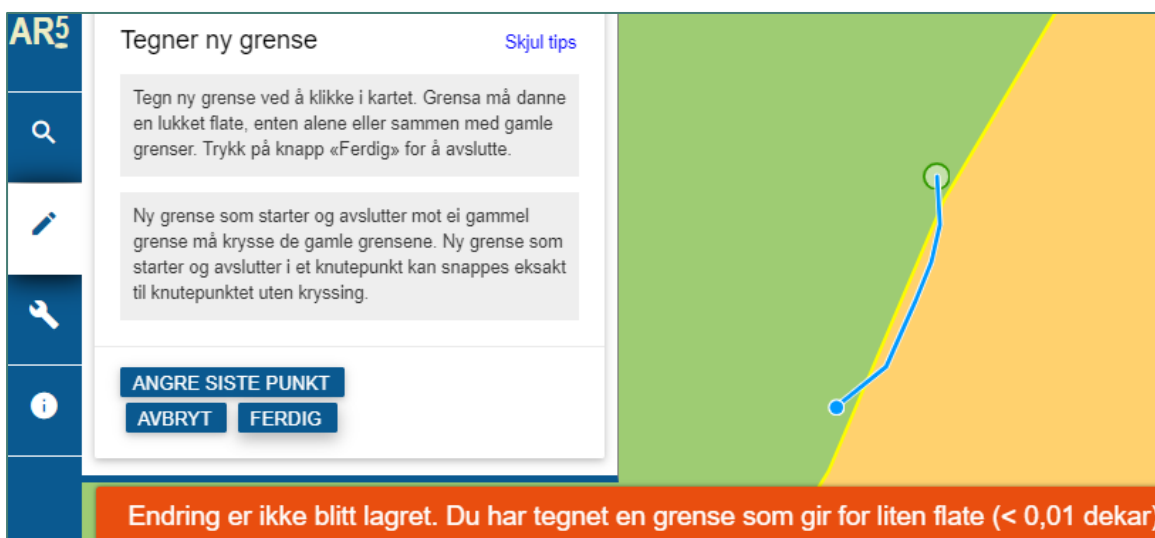 AR5
Tegner ny grense
Skjul tips
Tegn ny grense ved å klikke i kartet. Grensa må danne
en lukket flate, enten alene eller sammen med gamle
grenser. Trykk på knapp «Ferdig» for å avslutte.
Ny grense som starter og avslutter mot ei gammel
grense må krysse de gamle grensene. Ny grense som
starter og avslutter i et knutepunkt kan snappes eksakt
til knutepunktet uten kryssing.
ANGRE SISTE PUNKT
AVBRYT FERDIG
Endring er ikke blitt lagret. Du har tegnet en grense som gir for liten flate (< 0,01 dekar)